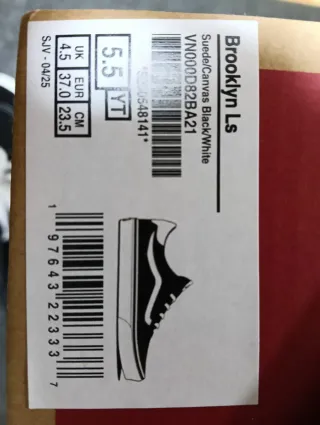 Brooklyn Ls
Suede/Canvas Black/White
VN000D82BA21
5.5 YT
UK EUR CM
4.5 37.0 23.5
SJV - 04/25
1 97643 22333 7